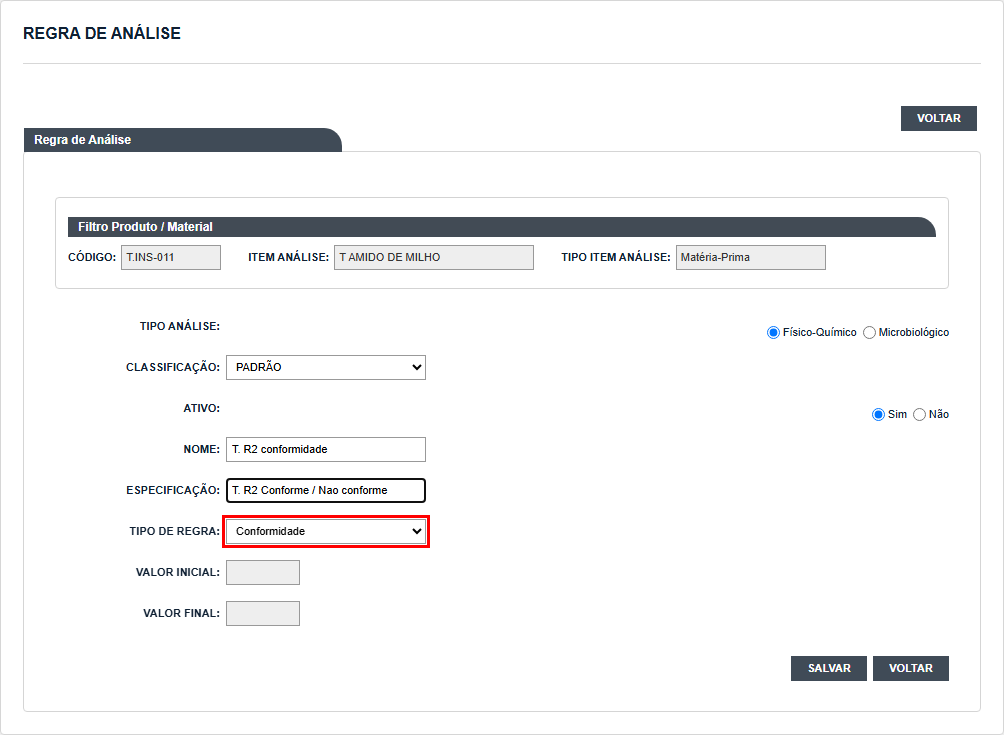 REGRA DE ANÁLISE
VOLTAR
Regra de Análise
Filtro Produto / Material
CÓDIGO: T.INS-011 ITEM ANÁLISE: T AMIDO DE MILHO TIPO ITEM ANÁLISE: Matéria-Prima
TIPO ANÁLISE: Físico-Químico Microbiológico
CLASSIFICAÇÃO: PADRÃO
ATIVO: Sim Não
NOME: T. R2 conformidade
ESPECIFICAÇÃO: T. R2 Conforme / Nao conforme
TIPO DE REGRA: Conformidade
VALOR INICIAL:
VALOR FINAL:
SALVAR VOLTAR